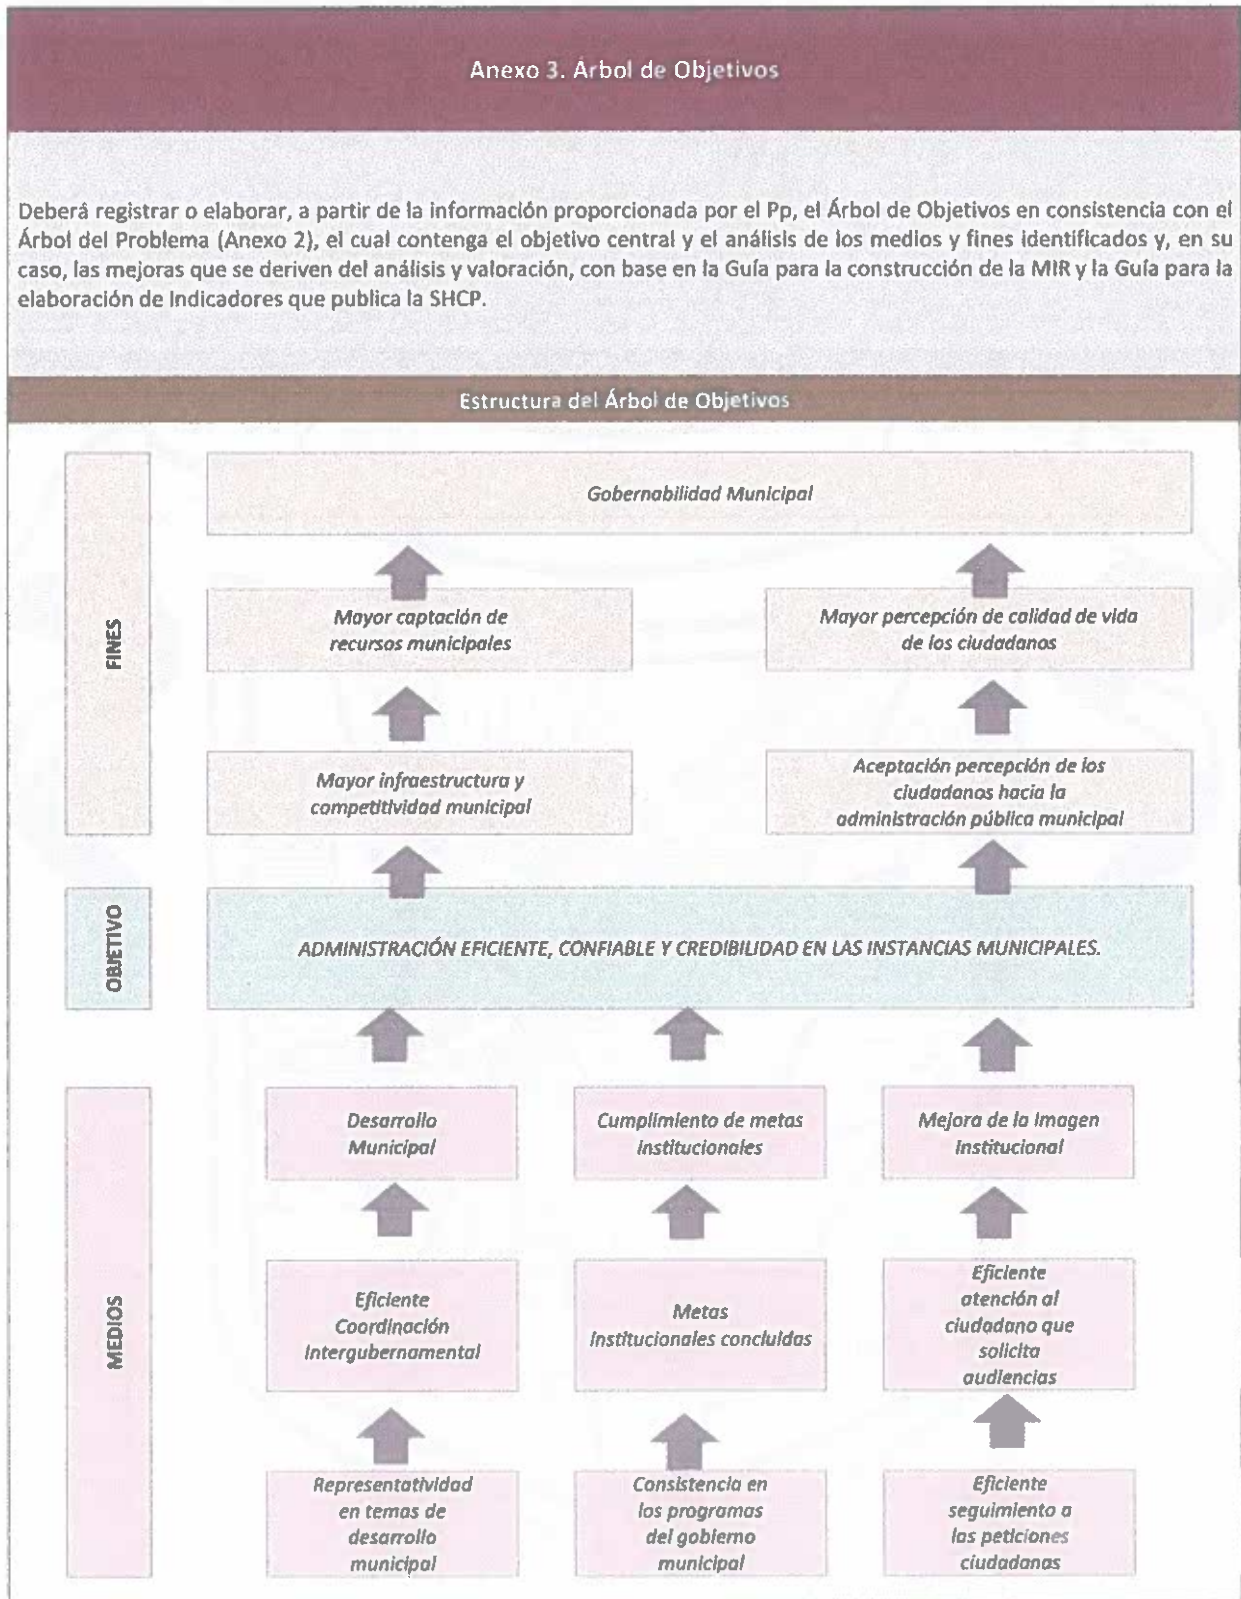 Anexo 3. Árbol de Objetivos
Deberá registrar o elaborar, a partir de la información proporcionada por el Pp, el Árbol de Objetivos en consistencia con el
Árbol del Problema (Anexo 2), el cual contenga el objetivo central y el análisis de los medios y fines identificados y, en su
caso, las mejoras que se deriven del análisis y valoración, con base en la Guía para la construcción de la MIR y la Guía para la
elaboración de Indicadores que publica la SHCP.
Estructura del Árbol de Objetivos
FINES
Gobernabilidad Municipal
Mayor captación de
recursos municipales
Mayor percepción de calidad de vida
de los ciudadanos
Mayor infraestructura y
competitividad municipal
Aceptación percepción de los
ciudadanos hacia la
administración pública municipal
OBJETIVO
ADMINISTRACIÓN EFICIENTE, CONFIABLE Y CREDIBILIDAD EN LAS INSTANCIAS MUNICIPALES.
MEDIOS
Desarrollo
Municipal
Cumplimiento de metas
Institucionales
Mejora de la Imagen
Institucional
Eficiente
Coordinación
Intergubernamental
Metas
Institucionales concluidas
Eficiente
atención al
ciudadano que
solicita
audiencias
Representatividad
en temas de
desarrollo
municipal
Consistencia en
los programas
del gobierno
municipal
Eficiente
seguimiento a
las peticiones
ciudadanas